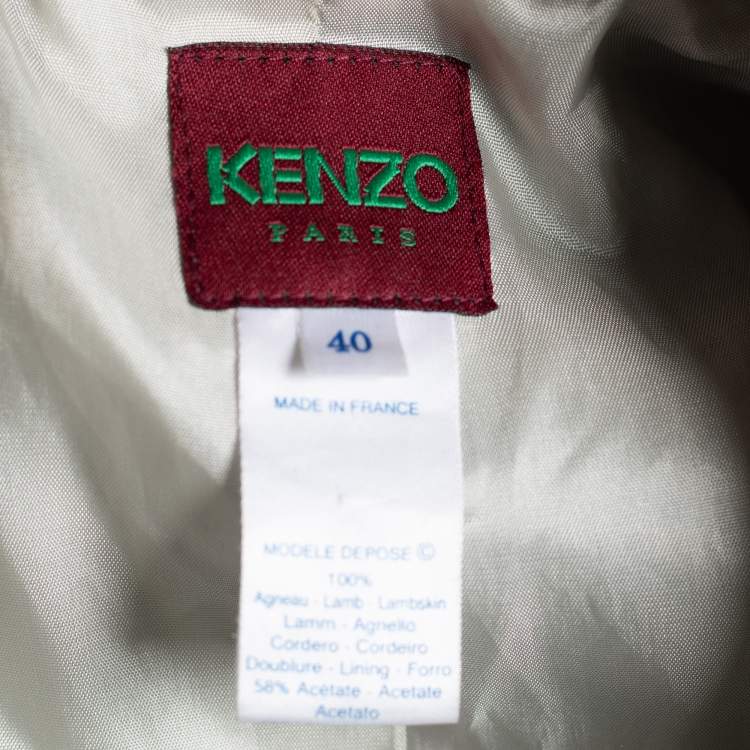 KENZO
PARIS
40
MADE IN FRANCE
MODELE DEPOSE ©
100%
Agneau - Lamb - Lambskin
Lamm - Agnello
Cordero - Cordeiro
Doublure - Lining - Forro
58% Acétate - Acetate
Acetato